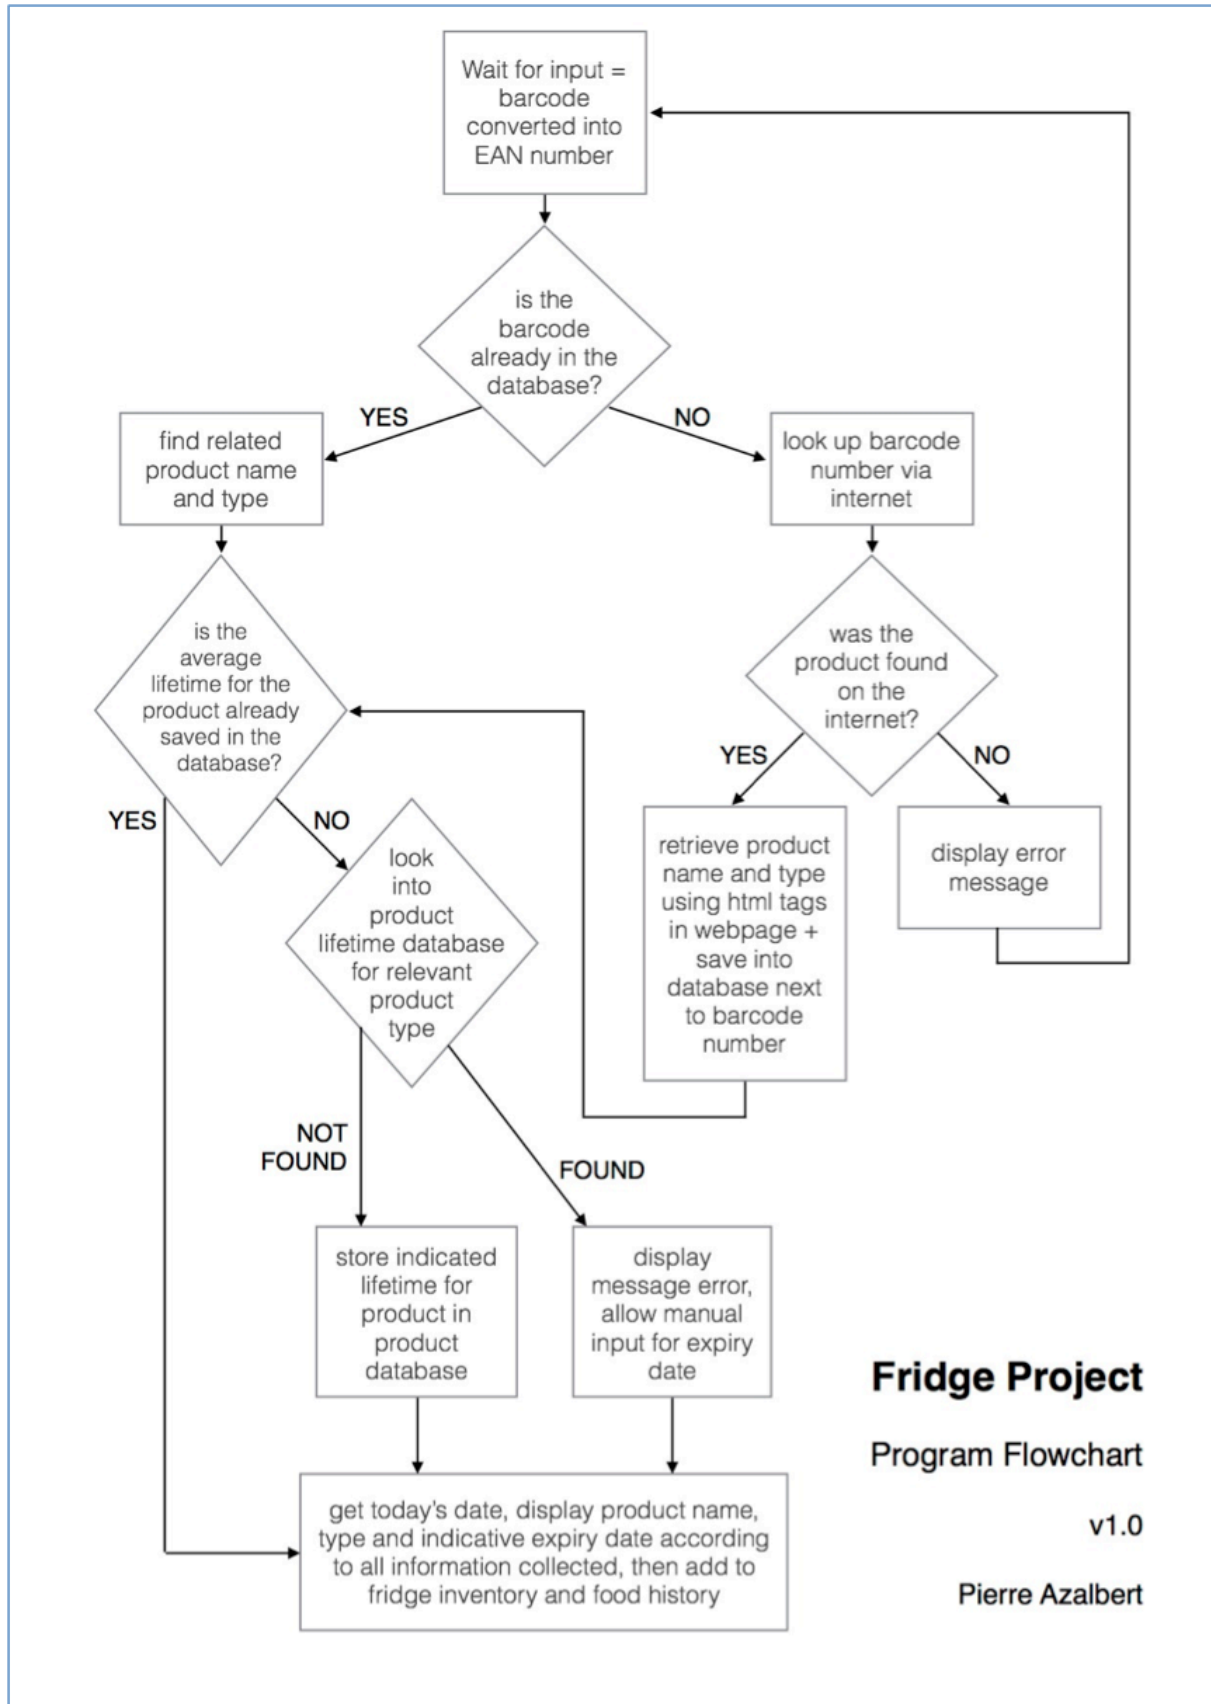 Wait for input =
barcode
converted into
EAN number
is the
barcode
already in the
database?
YES
NO
find related
product name
and type
look up barcode
number via
internet
is the
average
lifetime for the
product already
saved in the
database?
was the
product found
on the
internet?
YES
NO
YES
NO
look
into
product
lifetime database
for relevant
product
type
retrieve product
name and type
using html tags
in webpage +
save into
database next
to barcode
number
display error
message
NOT
FOUND
FOUND
store indicated
lifetime for
product in
product
database
display
message error,
allow manual
input for expiry
date
get today's date, display product name,
type and indicative expiry date according
to all information collected, then add to
fridge inventory and food history
Fridge Project
Program Flowchart
v1.0
Pierre Azalbert